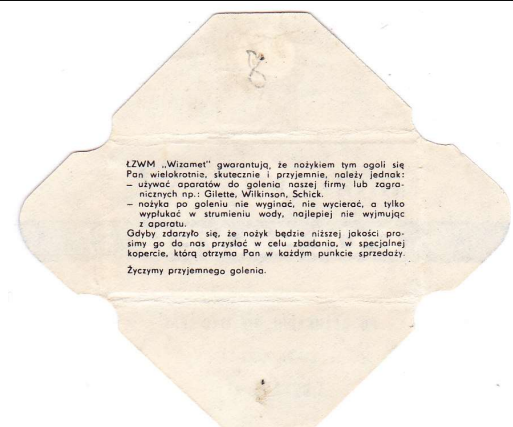 8
ŁZWM „Wizamet" gwarantują, że nożykiem tym ogoli się
Pan wielokrotnie, skutecznie i przyjemnie, należy jednak:
– używać aparatów do golenia naszej firmy lub zagra-
nicznych np.: Gilette, Wilkinson, Schick.
– nożyka po goleniu nie wyginać, nie wycierać, a tylko
wypłukać w strumieniu wody, najlepiej nie wyjmując
z aparatu.
Gdyby zdarzyło się, że nożyk będzie niższej jakości pro-
simy go do nas przysłać w celu zbadania, w specjalnej
kopercie, którą otrzyma Pan w każdym punkcie sprzedaży.
Życzymy przyjemnego golenia.